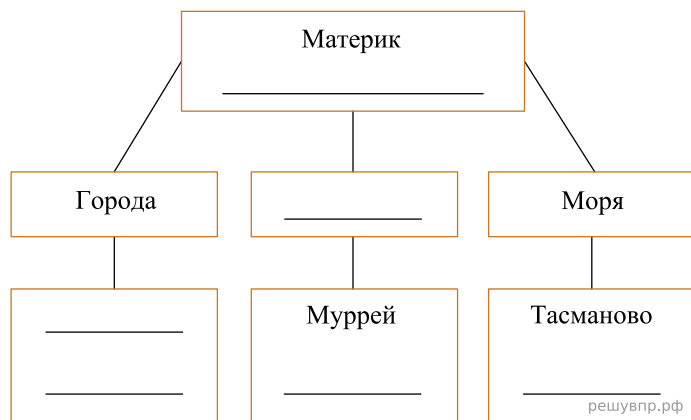 Материк
Города
Моря
Муррей
Тасманово
решувпр.рф